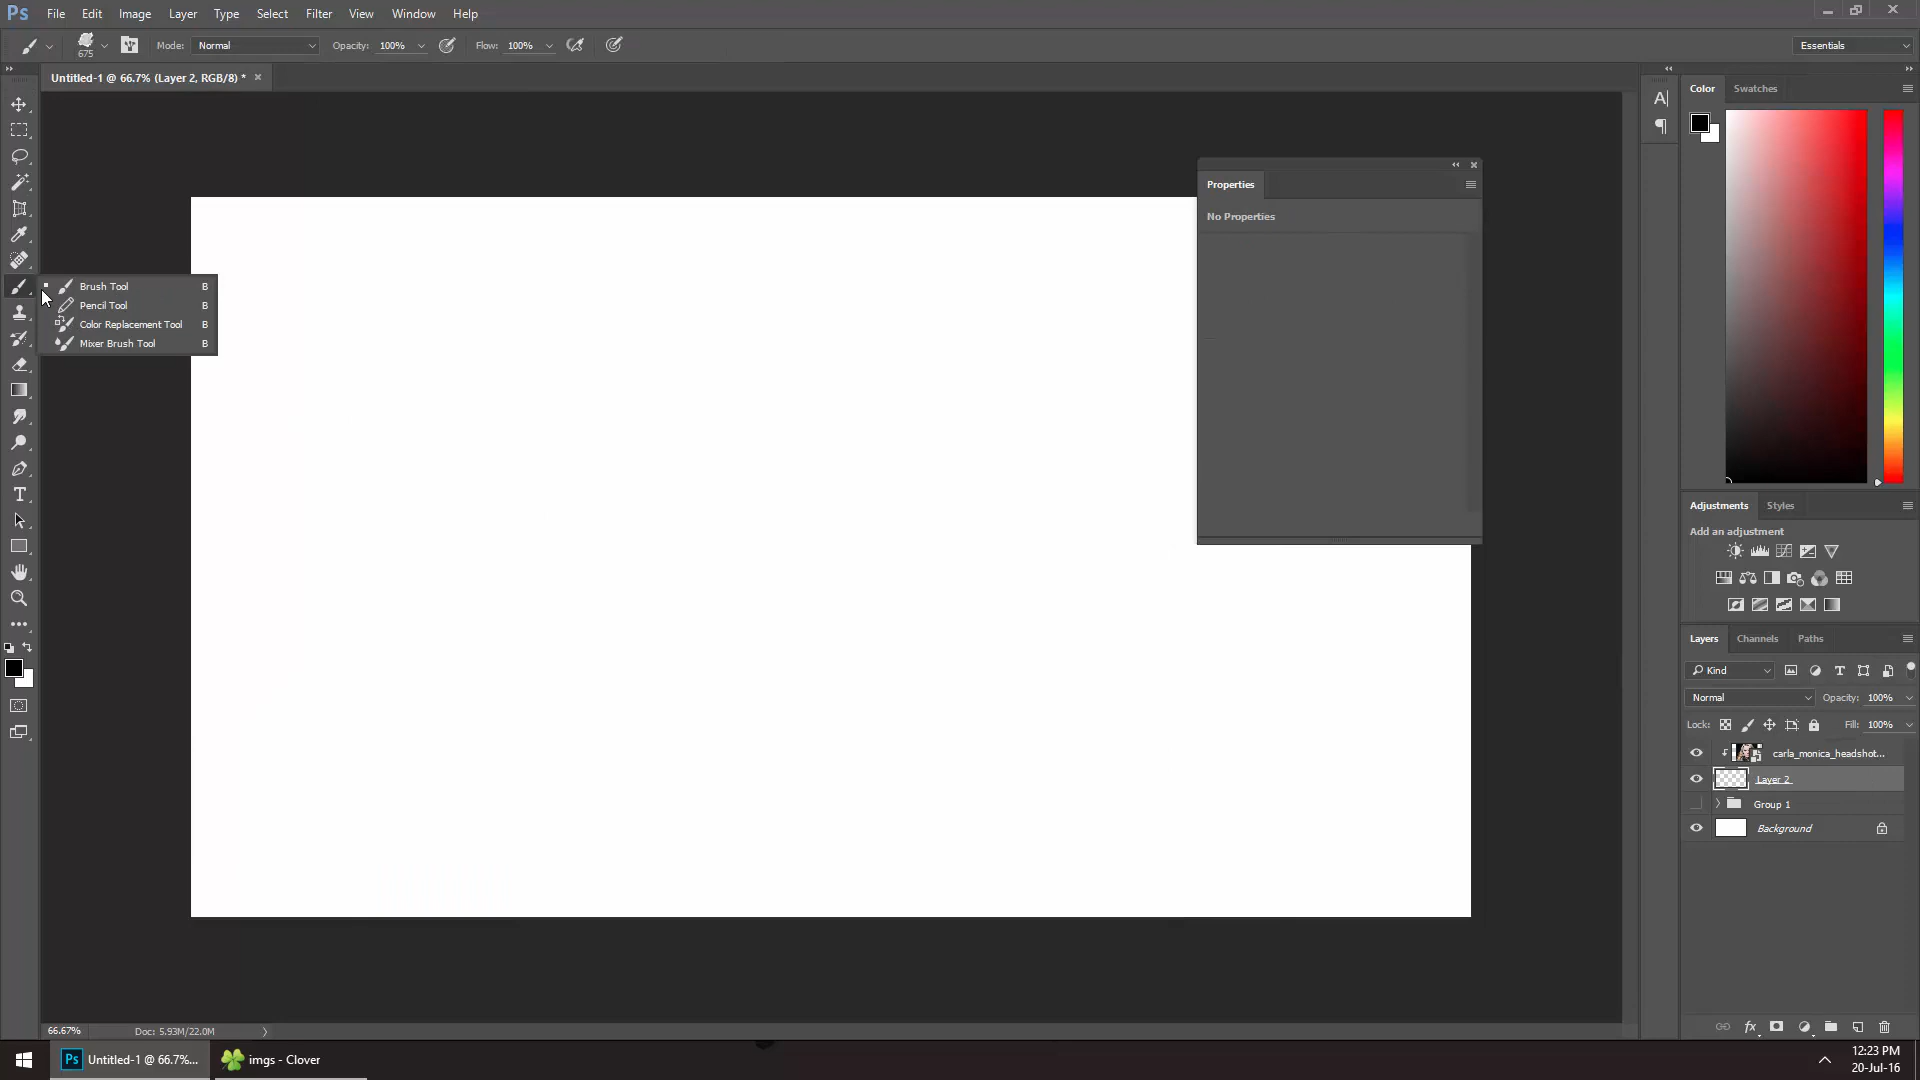 Ps File Edit Image Layer Type Select Filter 3D View Window Help
675 Mode: Normal Opacity: 100% Flow: 100% Essentials
Untitled-1 @ 66.7% (Layer 2, RGB/8) *
Color Swatches
Properties
No Properties
Brush Tool B
Pencil Tool B
Color Replacement Tool B
Mixer Brush Tool B
Adjustments Styles
Add an adjustment
Layers Channels Paths
Kind
Normal Opacity: 100%
Lock: Fill: 100%
carla_monica_headshot...
Layer 2
Group 1
Background
66.67% Doc: 5.93M/22.0M
Ps Untitled-1 @ 66.7%... imgs - Clover
12:23 PM
20-Jul-16